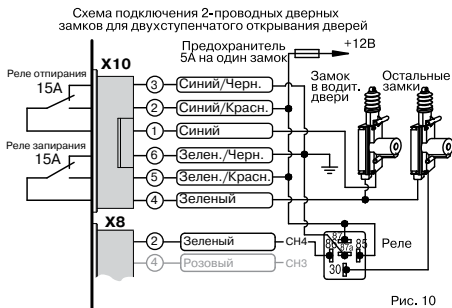 Схема подключения 2-проводных дверных
замков для двухступенчатого открывания дверей
Предохранитель
5А на один замок
+12В
X10
Реле отпирания
15А
Реле запирания
15А
3 Синий/Черн.
2 Синий/Красн.
1 Синий
6 Зелен./Черн.
5 Зелен./Красн.
4 Зеленый
Замок
в водит.
двери
Остальные
замки
X8
2 Зеленый CH4
4 Розовый CH3
87
86 87a 85
30
Реле
Рис. 10